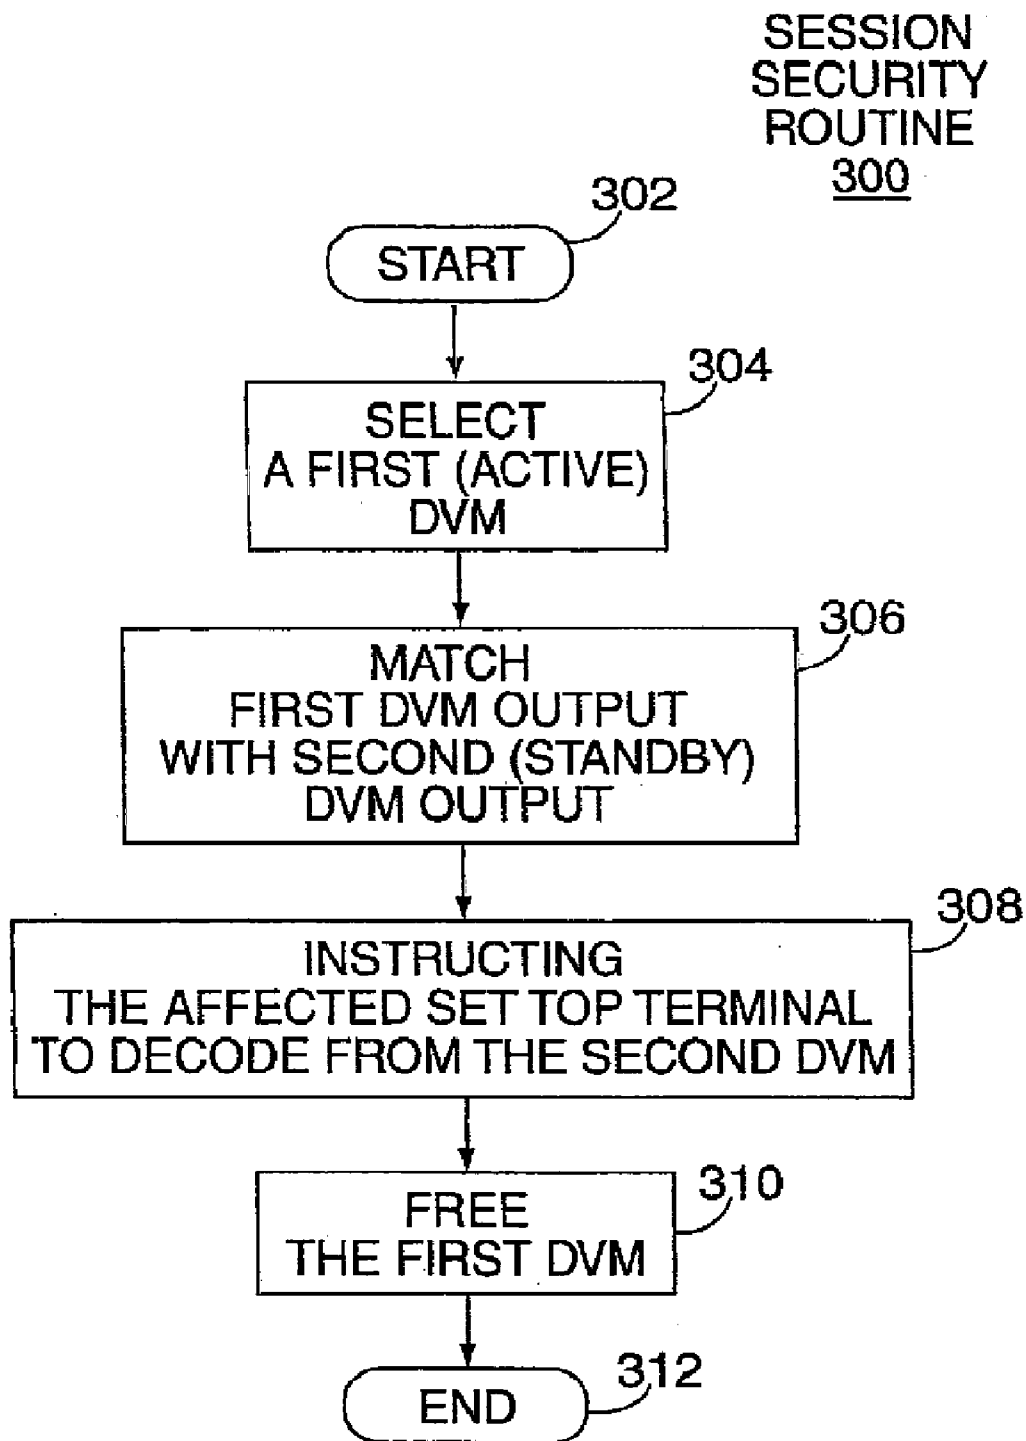 SESSION
SECURITY
ROUTINE
300
302
START
304
SELECT
A FIRST (ACTIVE)
DVM
306
MATCH
FIRST DVM OUTPUT
WITH SECOND (STANDBY)
DVM OUTPUT
308
INSTRUCTING
THE AFFECTED SET TOP TERMINAL
TO DECODE FROM THE SECOND DVM
310
FREE
THE FIRST DVM
312
END